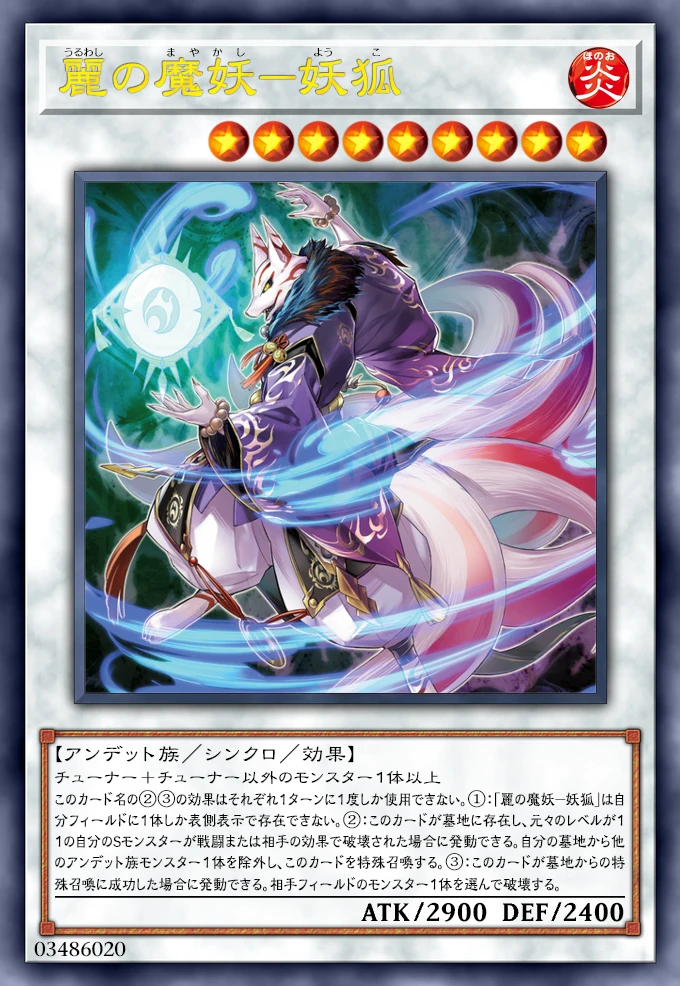 うるわし まやかし ようこ
麗の魔妖－妖狐
ほのお
炎
【アンデット族／シンクロ／効果】
チューナー＋チューナー以外のモンスター１体以上
このカード名の②③の効果はそれぞれ１ターンに１度しか使用できない。①：「麗の魔妖－妖狐」は自
分フィールドに１体しか表側表示で存在できない。②：このカードが墓地に存在し、元々のレベルが１
１の自分のSモンスターが戦闘または相手の効果で破壊された場合に発動できる。自分の墓地から他
のアンデット族モンスター１体を除外し、このカードを特殊召喚する。③：このカードが墓地からの特
殊召喚に成功した場合に発動できる。相手フィールドのモンスター１体を選んで破壊する。
ATK/2900 DEF/2400
03486020